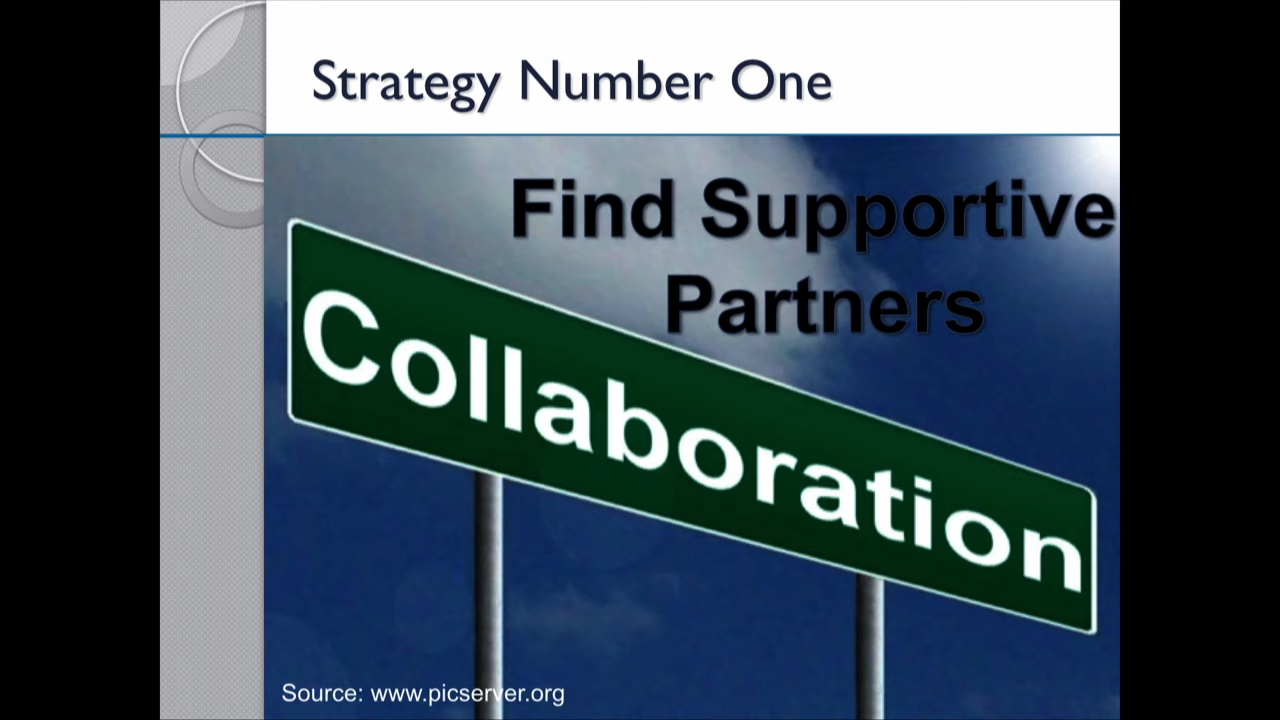 Strategy Number One
Find Supportive
Partners
Collaboration
Source: www.picserver.org